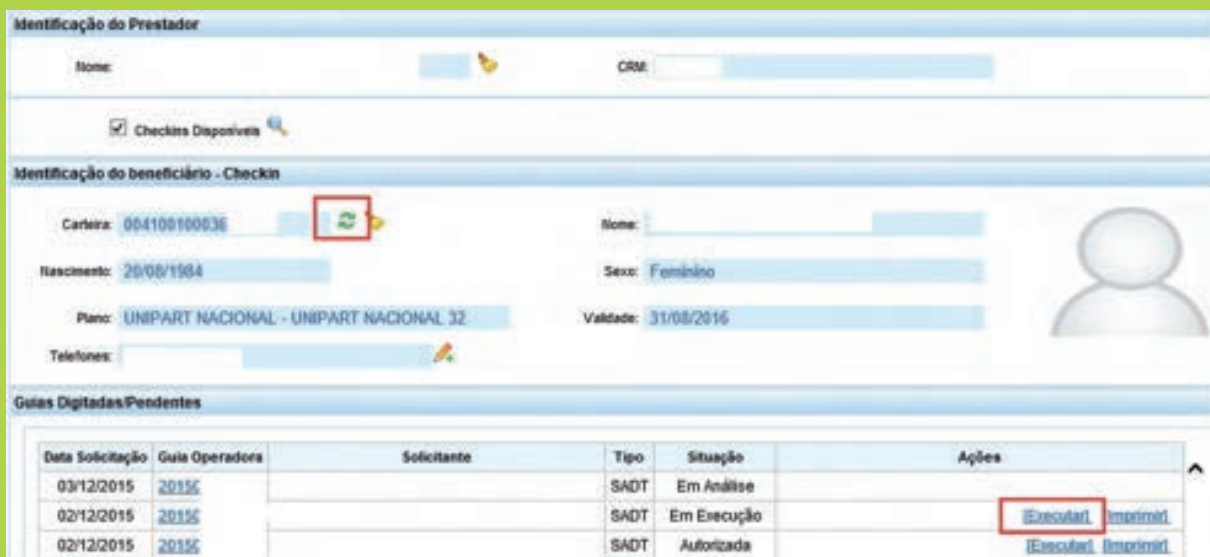 Identificação do Prestador
Nome: CRM:
Checkins Disponíveis
Identificação do beneficiário - Checkin
Carteira: 004100100036 Nome:
Nascimento: 20/08/1984 Sexo: Feminino
Plano: UNIPART NACIONAL - UNIPART NACIONAL 32 Validade: 31/08/2016
Telefones:
Guias Digitadas/Pendentes
Data Solicitação Guia Operadora Solicitante Tipo Situação Ações
03/12/2015 2015 SADT Em Análise
02/12/2015 2015 SADT Em Execução [Executar] [Imprimir]
02/12/2015 2015 SADT Autorizada [Executar] [Imprimir]